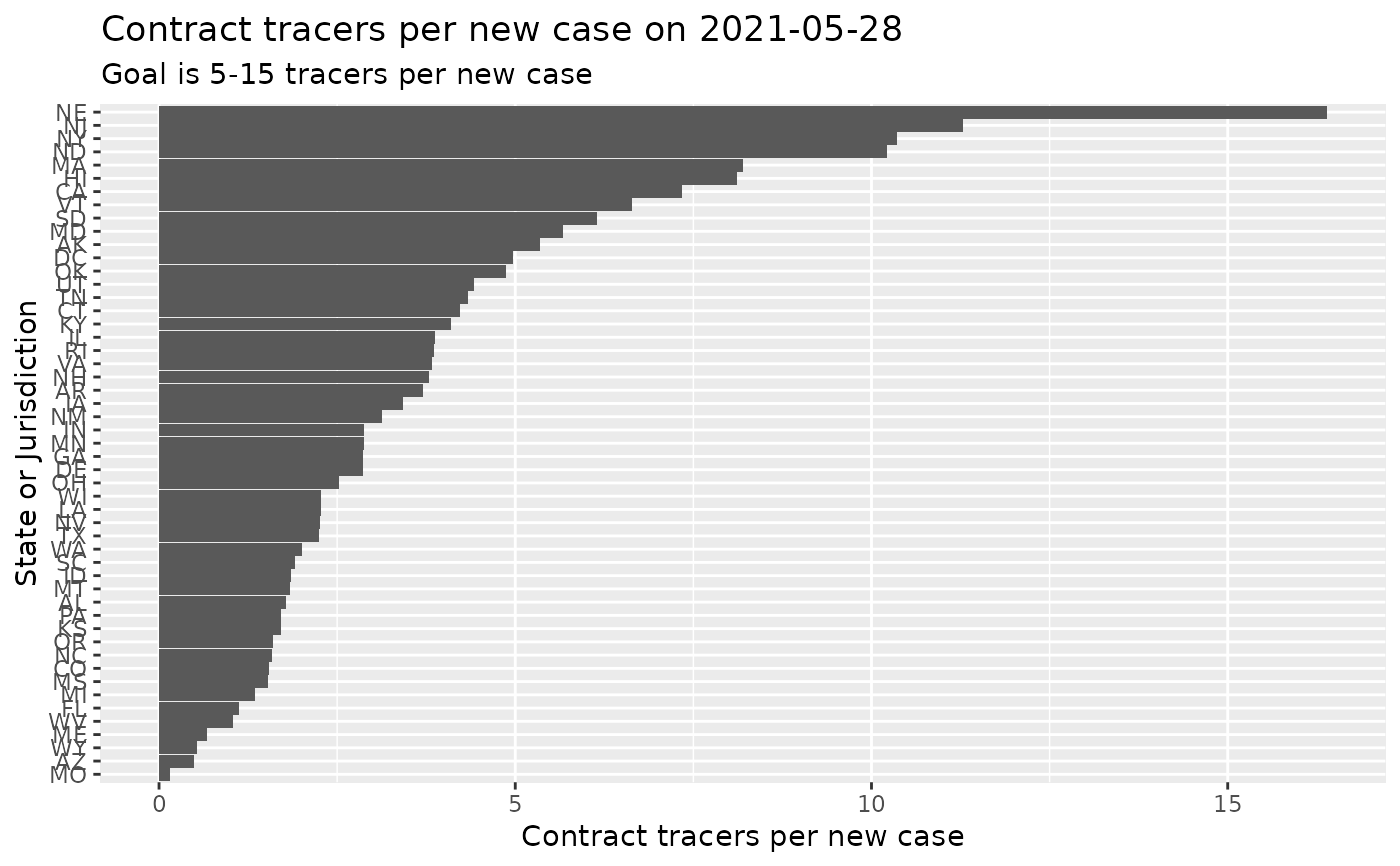 Contract tracers per new case on 2021-05-28
Goal is 5-15 tracers per new case
State or Jurisdiction
NE
NJ
NY
ND
MA
HI
CA
VT
SD
MD
AK
DC
OK
UT
TN
CT
KY
IL
RI
VA
NH
AR
IA
NM
IN
MN
GA
DE
OH
WI
LA
NV
TX
WA
SC
ID
MT
AL
PA
KS
OR
NC
CO
MS
MI
FL
WV
ME
WY
AZ
MO
0 5 10 15
Contract tracers per new case